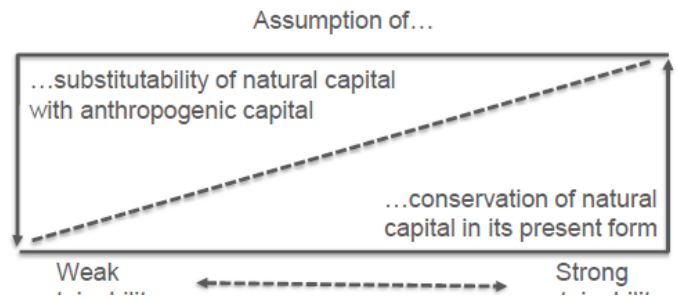 Assumption of…
…substitutability of natural capital
with anthropogenic capital
…conservation of natural
capital in its present form
Weak
Strong